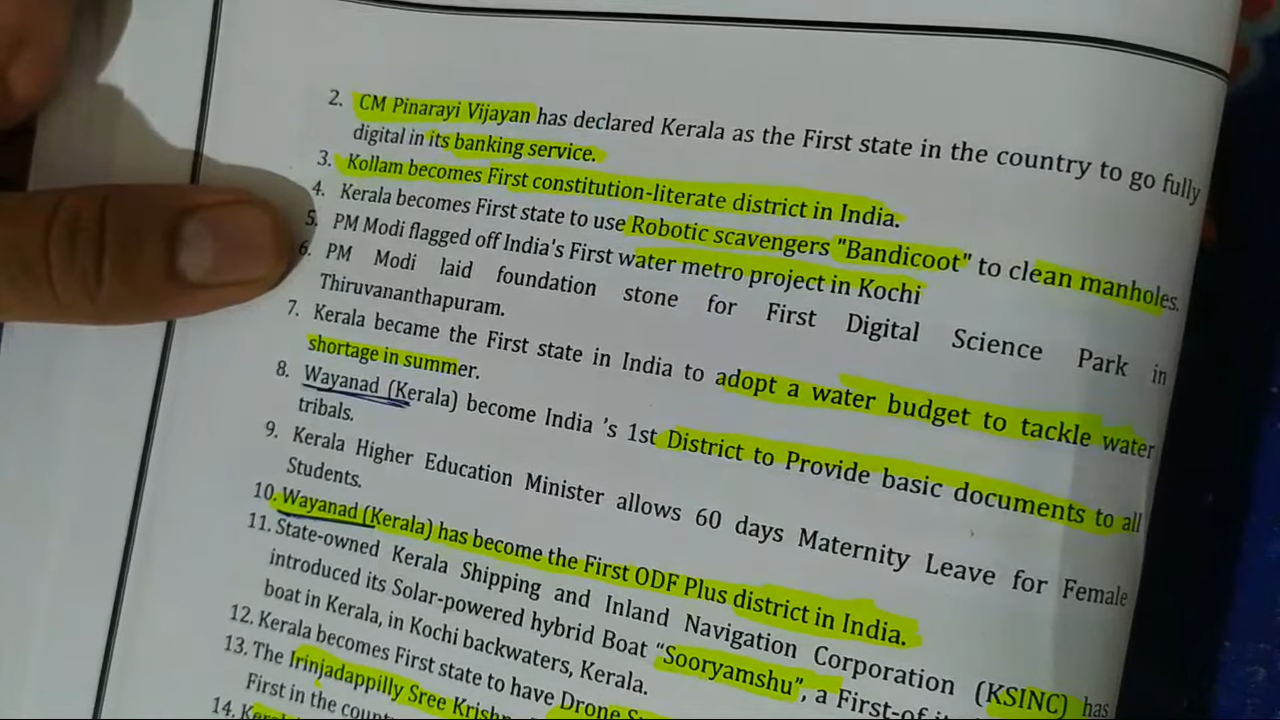 2. CM Pinarayi Vijayan has declared Kerala as the First state in the country to go fully
digital in its banking service.
3. Kollam becomes First constitution-literate district in India.
4. Kerala becomes First state to use Robotic scavengers "Bandicoot" to clean manholes.
5. PM Modi flagged off India's First water metro project in Kochi
6. PM Modi laid foundation stone for First Digital Science Park in
Thiruvananthapuram.
7. Kerala became the First state in India to adopt a water budget to tackle water
shortage in summer.
8. Wayanad (Kerala) become India 's 1st District to Provide basic documents to all
tribals.
9. Kerala Higher Education Minister allows 60 days Maternity Leave for Female
Students.
10. Wayanad (Kerala) has become the First ODF Plus district in India.
11. State-owned Kerala Shipping and Inland Navigation Corporation (KSINC) has
introduced its Solar-powered hybrid Boat "Sooryamshu", a First-of
boat in Kerala, in Kochi backwaters, Kerala.
12. Kerala becomes First state to have Drone
13. The Irinjadappilly Sree
First in the
14.